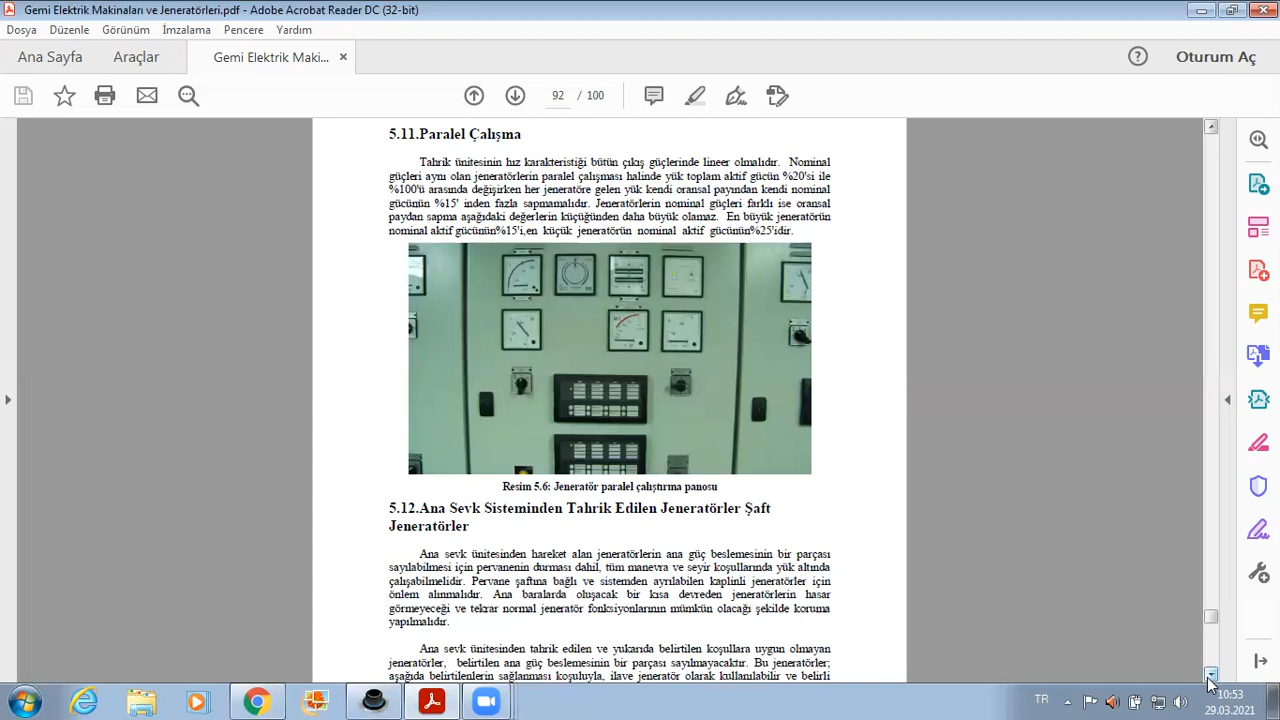 Gemi Elektrik Makinaları ve Jeneratörleri.pdf - Adobe Acrobat Reader DC (32-bit)
Dosya Düzenle Görünüm İmzalama Pencere Yardım
Ana Sayfa Araçlar Gemi Elektrik Maki... × Oturum Aç
92 / 100
5.11.Paralel Çalışma
Tahrik ünitesinin hız karakteristiği bütün çıkış güçlerinde lineer olmalıdır. Nominal
güçleri aynı olan jeneratörlerin paralel çalışması halinde yük toplam aktif gücün %20'si ile
%100'ü arasında değişirken her jeneratöre gelen yük kendi oransal payından kendi nominal
gücünün %15' inden fazla sapmamalıdır. Jeneratörlerin nominal güçleri farklı ise oransal
paydan sapma aşağıdaki değerlerin küçüğünden daha büyük olamaz. En büyük jeneratörün
nominal aktif gücünün%15'i,en küçük jeneratörün nominal aktif gücünün%25'idir.
Resim 5.6: Jeneratör paralel çalıştırma panosu
5.12.Ana Sevk Sisteminden Tahrik Edilen Jeneratörler Şaft
Jeneratörler
Ana sevk ünitesinden hareket alan jeneratörlerin ana güç beslemesinin bir parçası
sayılabilmesi için pervanenin durması dahil, tüm manevra ve seyir koşullarında yük altında
çalışabilmelidir. Pervane şaftına bağlı ve sistemden ayrılabilen kaplinli jeneratörler için
önlem alınmalıdır. Ana baralarda oluşacak bir kısa devreden jeneratörlerin hasar
görmeyeceği ve tekrar normal jeneratör fonksiyonlarının mümkün olacağı şekilde koruma
yapılmalıdır.
Ana sevk ünitesinden tahrik edilen ve yukarıda belirtilen koşullara uygun olmayan
jeneratörler, belirtilen ana güç beslemesinin bir parçası sayılmayacaktır. Bu jeneratörler;
aşağıda belirtilenlerin sağlanması koşuluyla, ilave jeneratör olarak kullanılabilir ve belirli
TR
10:53
29.03.2021